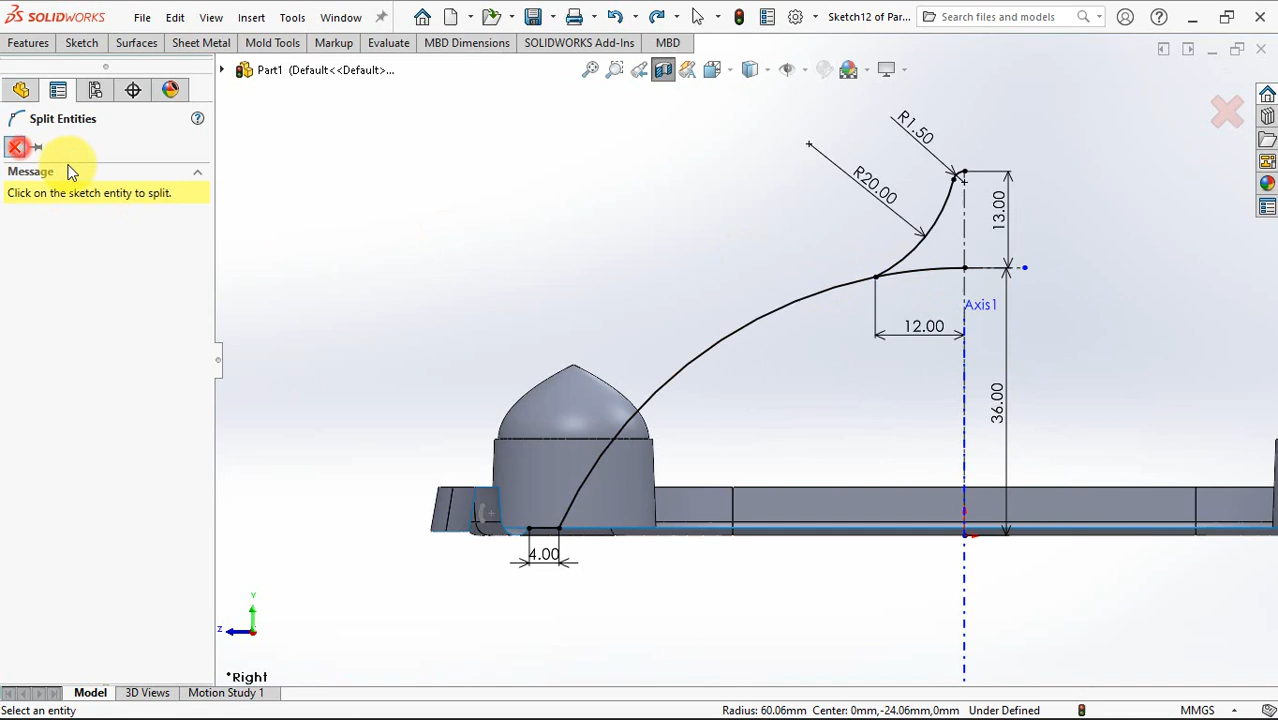 SOLIDWORKS File Edit View Insert Tools Window Sketch12 of Par... Search files and models
Features Sketch Surfaces Sheet Metal Mold Tools Markup Evaluate MBD Dimensions SOLIDWORKS Add-Ins MBD
Part1 (Default<<Default>...
Split Entities
Message
Click on the sketch entity to split.
R1.50
R20.00
13.00
Axis1
12.00
36.00
4.00
Y
Z
*Right
Model 3D Views Motion Study 1
Select an entity Radius: 60.06mm Center: 0mm,-24.06mm,0mm Under Defined MMGS